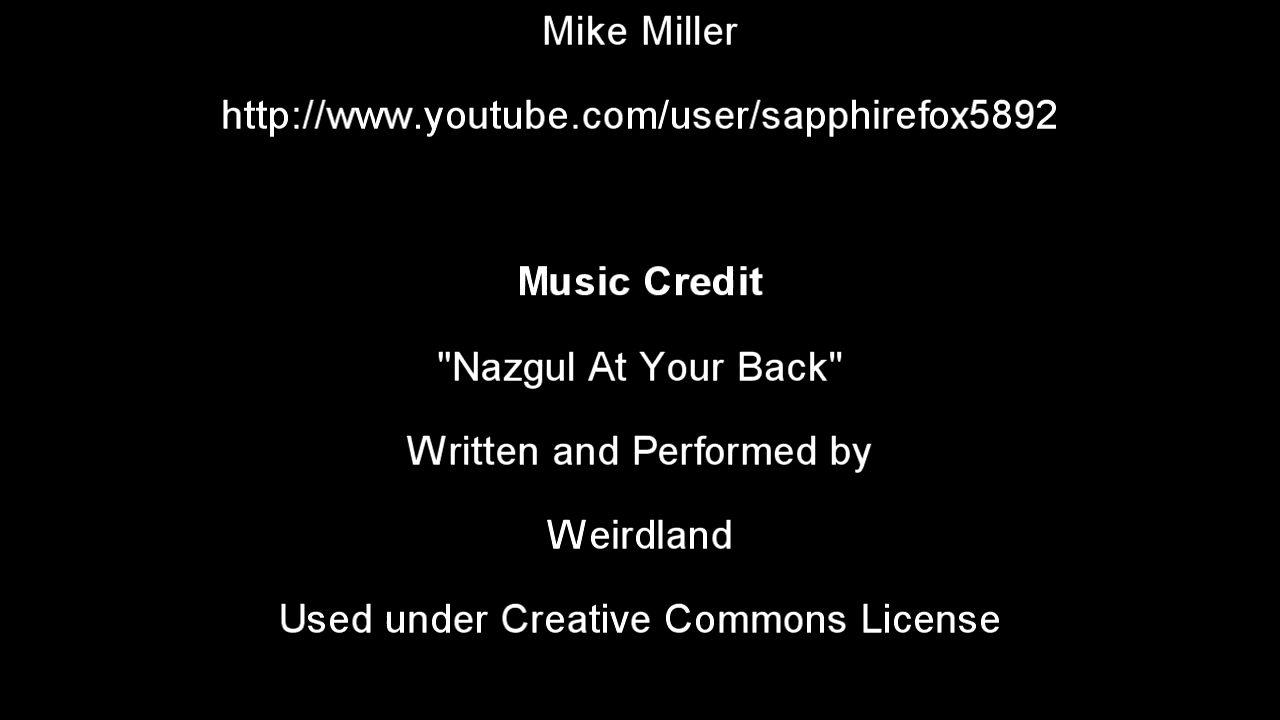 Mike Miller
http://www.youtube.com/user/sapphirefox5892
Music Credit
"Nazgul At Your Back"
Written and Performed by
Weirdland
Used under Creative Commons License